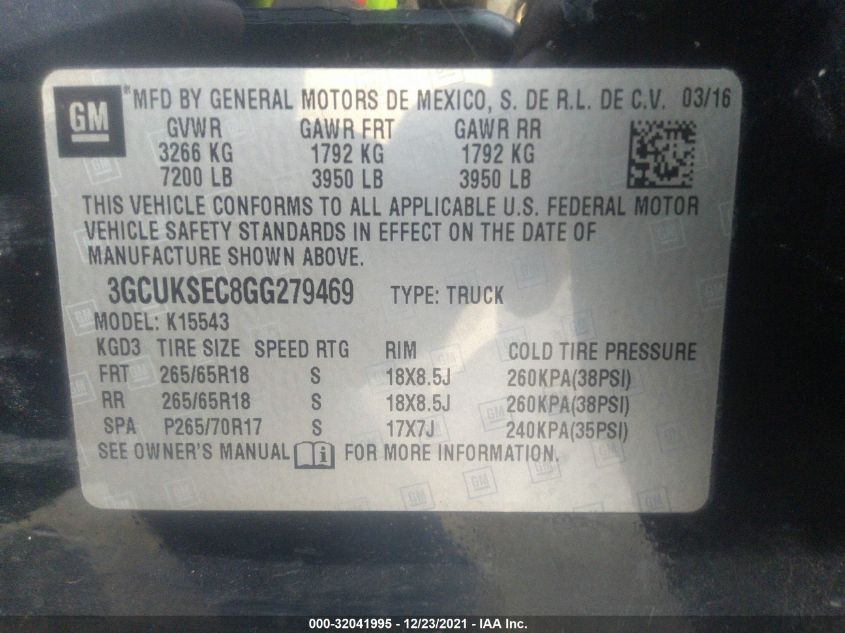 GM ®MFD BY GENERAL MOTORS DE MEXICO, S. DE R.L. DE C.V. 03/16
GVWR GAWR FRT GAWR RR
3266 KG 1792 KG 1792 KG
7200 LB 3950 LB 3950 LB
THIS VEHICLE CONFORMS TO ALL APPLICABLE U.S. FEDERAL MOTOR
VEHICLE SAFETY STANDARDS IN EFFECT ON THE DATE OF
MANUFACTURE SHOWN ABOVE.
3GCUKSEC8GG279469 TYPE: TRUCK
MODEL: K15543
KGD3 TIRE SIZE SPEED RTG RIM COLD TIRE PRESSURE
FRT 265/65R18 S 18X8.5J 260KPA(38PSI)
RR 265/65R18 S 18X8.5J 260KPA(38PSI)
SPA P265/70R17 S 17X7J 240KPA(35PSI)
SEE OWNER'S MANUAL i FOR MORE INFORMATION.
000-32041995 - 12/23/2021 - IAA Inc.